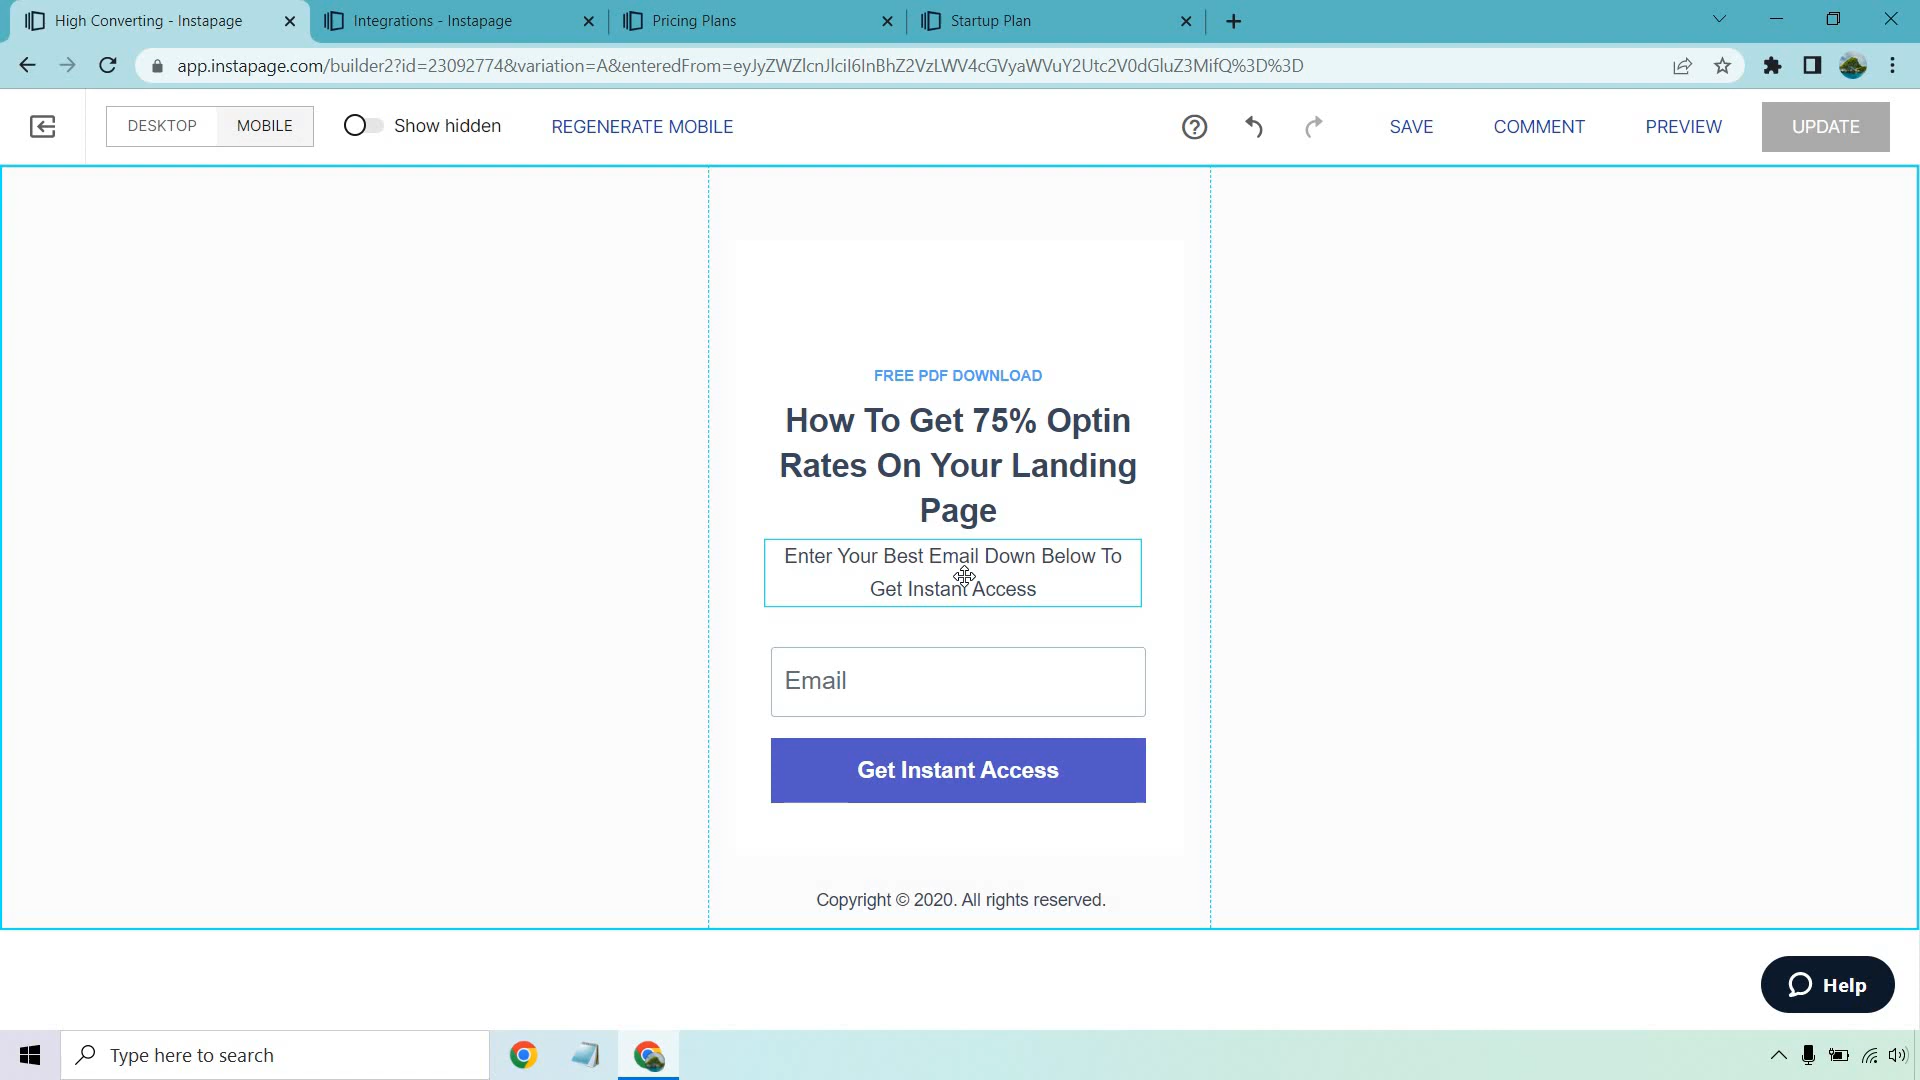 High Converting - Instapage
Integrations - Instapage
Pricing Plans
Startup Plan
app.instapage.com/builder2?id=23092774&variation=A&enteredFrom=eyJyZWZlcnJlciI6InBhZ2VzLWV4cGVyaWVuY2Utc2V0dGluZ3MifQ%3D%3D
DESKTOP MOBILE Show hidden REGENERATE MOBILE SAVE COMMENT PREVIEW UPDATE
FREE PDF DOWNLOAD
How To Get 75% Optin
Rates On Your Landing
Page
Enter Your Best Email Down Below To
Get Instant Access
Email
Get Instant Access
Copyright © 2020. All rights reserved.
Help
Type here to search